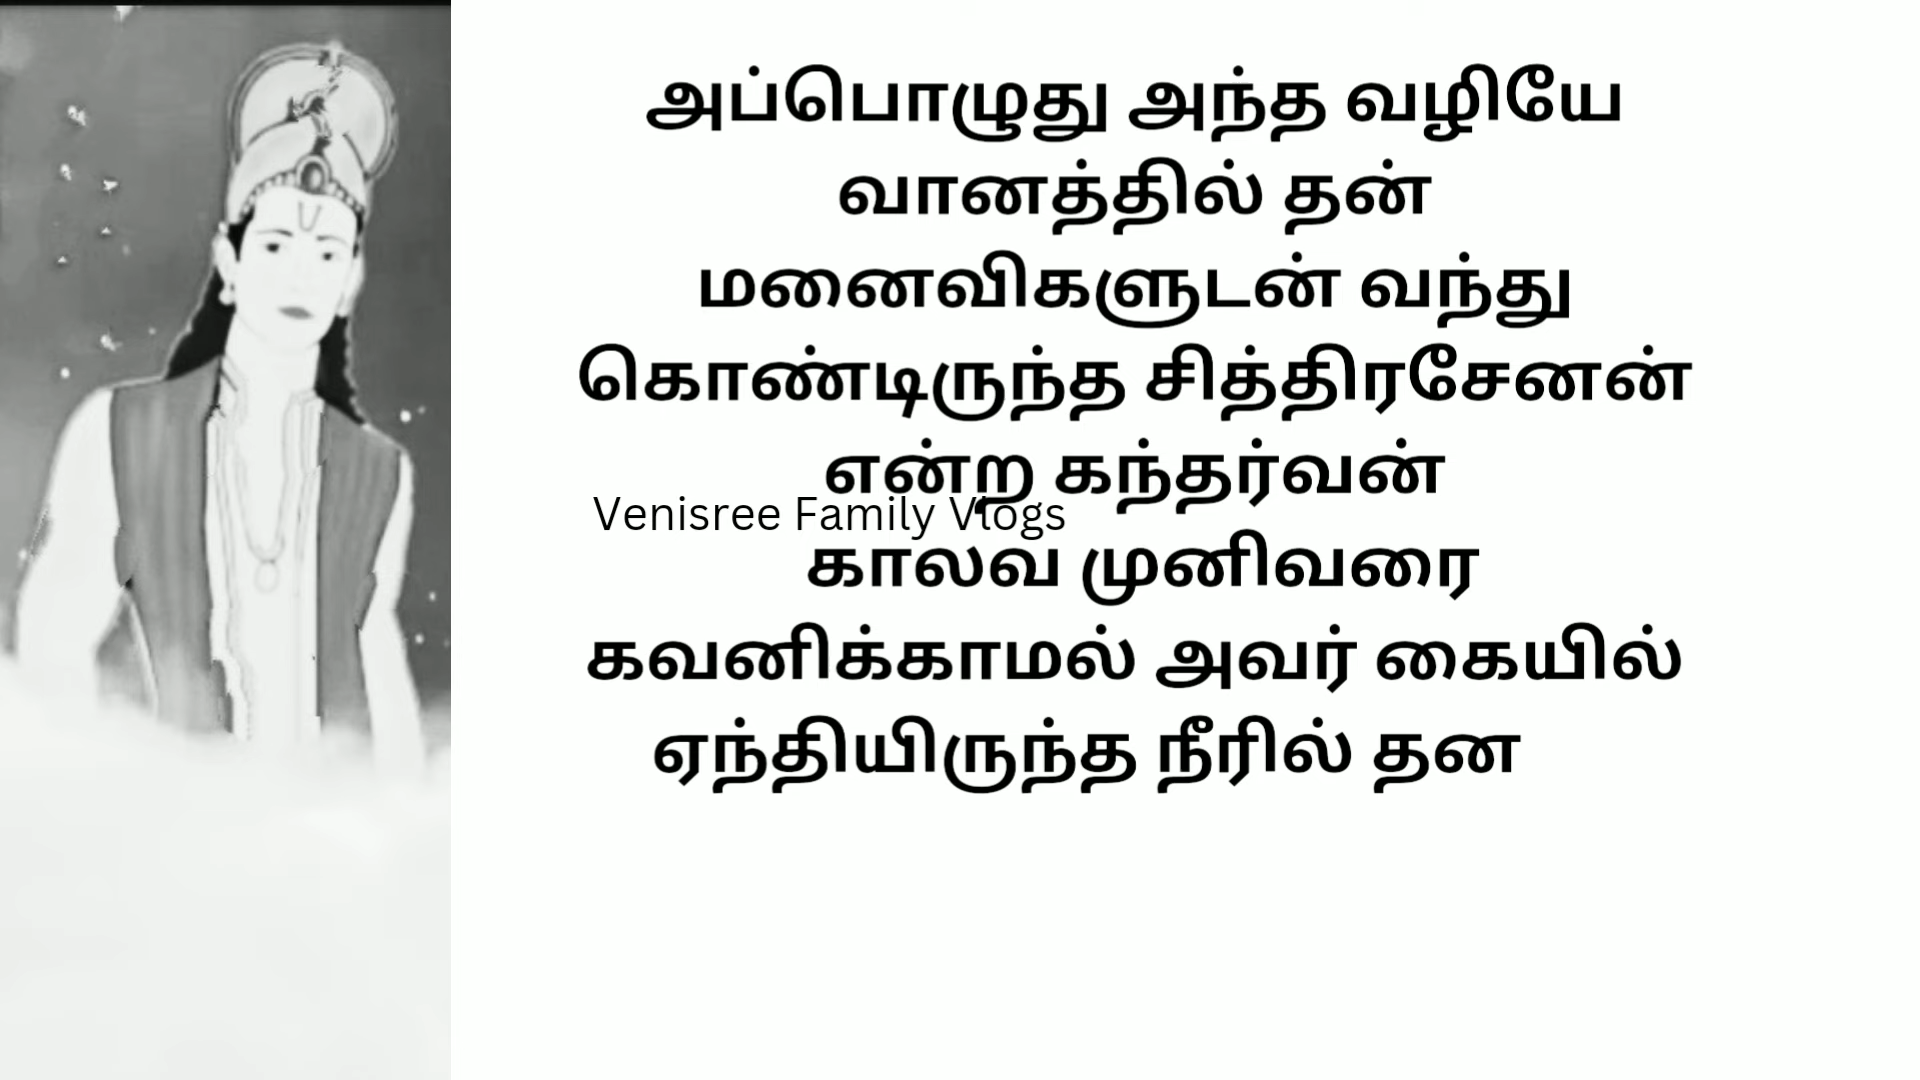 அப்பொழுது அந்த வழியே
வானத்தில் தன்
மனைவிகளுடன் வந்து
கொண்டிருந்த சித்திரசேனன்
என்ற கந்தர்வன்
Venisree Family Vlogs
காலவ முனிவரை
கவனிக்காமல் அவர் கையில்
ஏந்தியிருந்த நீரில் தன